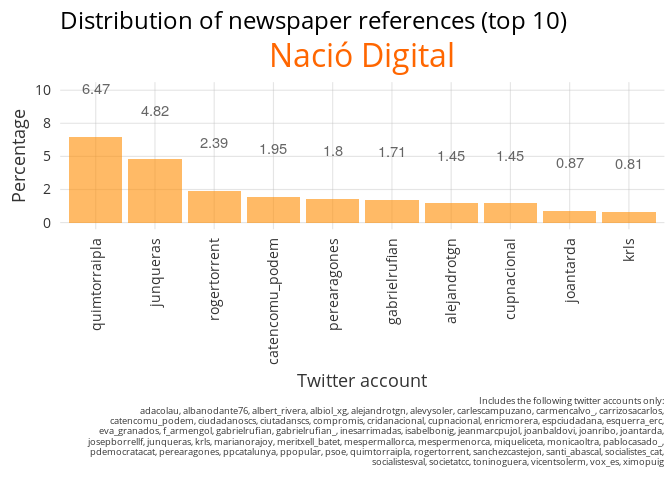 Distribution of newspaper references (top 10)
Nació Digital
Percentage
10
8
5
2
0
6.47
4.82
2.39
1.95
1.8
1.71
1.45
1.45
0.87
0.81
quimtorraipla
junqueras
rogertorrent
catencomu_podem
perearagones
gabrielrufian
alejandrotgn
cupnacional
joantarda
krls
Twitter account
Includes the following twitter accounts only:
adacolau, albanodante76, albert_rivera, albiol_xg, alejandrotgn, alevysoler, carlescampuzano, carmencalvo_, carrizosacarlos,
catencomu_podem, ciudadanoscs, ciutadanscs, compromis, cridanacional, cupnacional, enricmorera, espciudadana, esquerra_erc,
eva_granados, f_armengol, gabrielrufian, gabrielrufian_, inesarrimadas, isabelbonig, jeanmarcpujol, joanbaldovi, joanribo, joantarda,
josepborrellf, junqueras, krls, marianorajoy, meritxell_batet, mespermallorca, mespermenorca, miqueliceta, monicaoltra, pablocasado_,
pdemocratacat, perearagones, ppcatalunya, ppopular, psoe, quimtorraipla, rogertorrent, sanchezcastejon, santi_abascal, socialistes_cat,
socialistesval, societatcc, toninoguera, vicentsolerm, vox_es, ximopuig